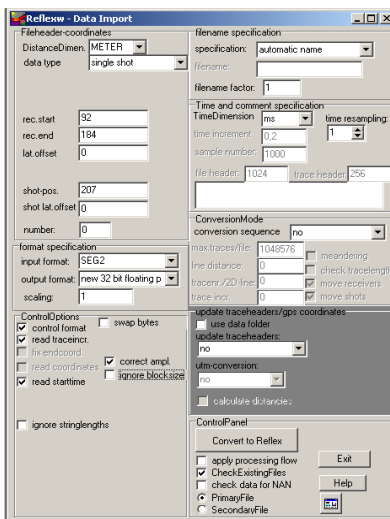 Reflexw - Data Import
Fileheader-coordinates
DistanceDimen. METER
data type single shot
rec.start 92
rec.end 184
lat.offset 0
shot-pos. 207
shot lat.offset 0
number: 0
format specification
input format: SEG2
output format: new 32 bit floating p
scaling: 1
ControlOptions
control format
swap bytes
read traceincr.
fix endcoord.
read coordinates
correct ampl.
ignore blocksize
read starttime
ignore stringlengths
filename specification
specification: automatic name
filename:
filename factor: 1
Time and comment specification
TimeDimension ms
time resampling:
1
time increment 0,2
sample number: 1000
file header: 1024 trace header: 256
ConversionMode
conversion sequence no
max.traces/file: 1048576
line distance: 0
tracenr./2D-line: 0
trace incr. 0
meandering
check tracelength
move receivers
move shots
update traceheaders/gps coordinates
use data folder
update traceheaders:
no
utm-conversion:
no
calculate distancies
ControlPanel
Convert to Reflex
apply processing flow
CheckExistingFiles
check data for NAN
PrimaryFile
SecondaryFile
Exit
Help